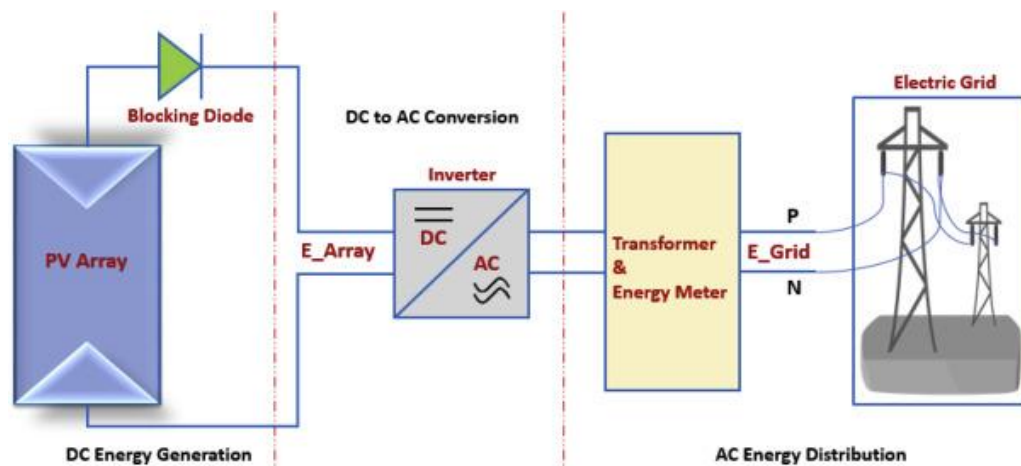 Electric Grid
Blocking Diode
DC to AC Conversion
Inverter
PV Array
E_Array
DC
AC
Transformer
&
Energy Meter
P
E_Grid
N
DC Energy Generation
AC Energy Distribution